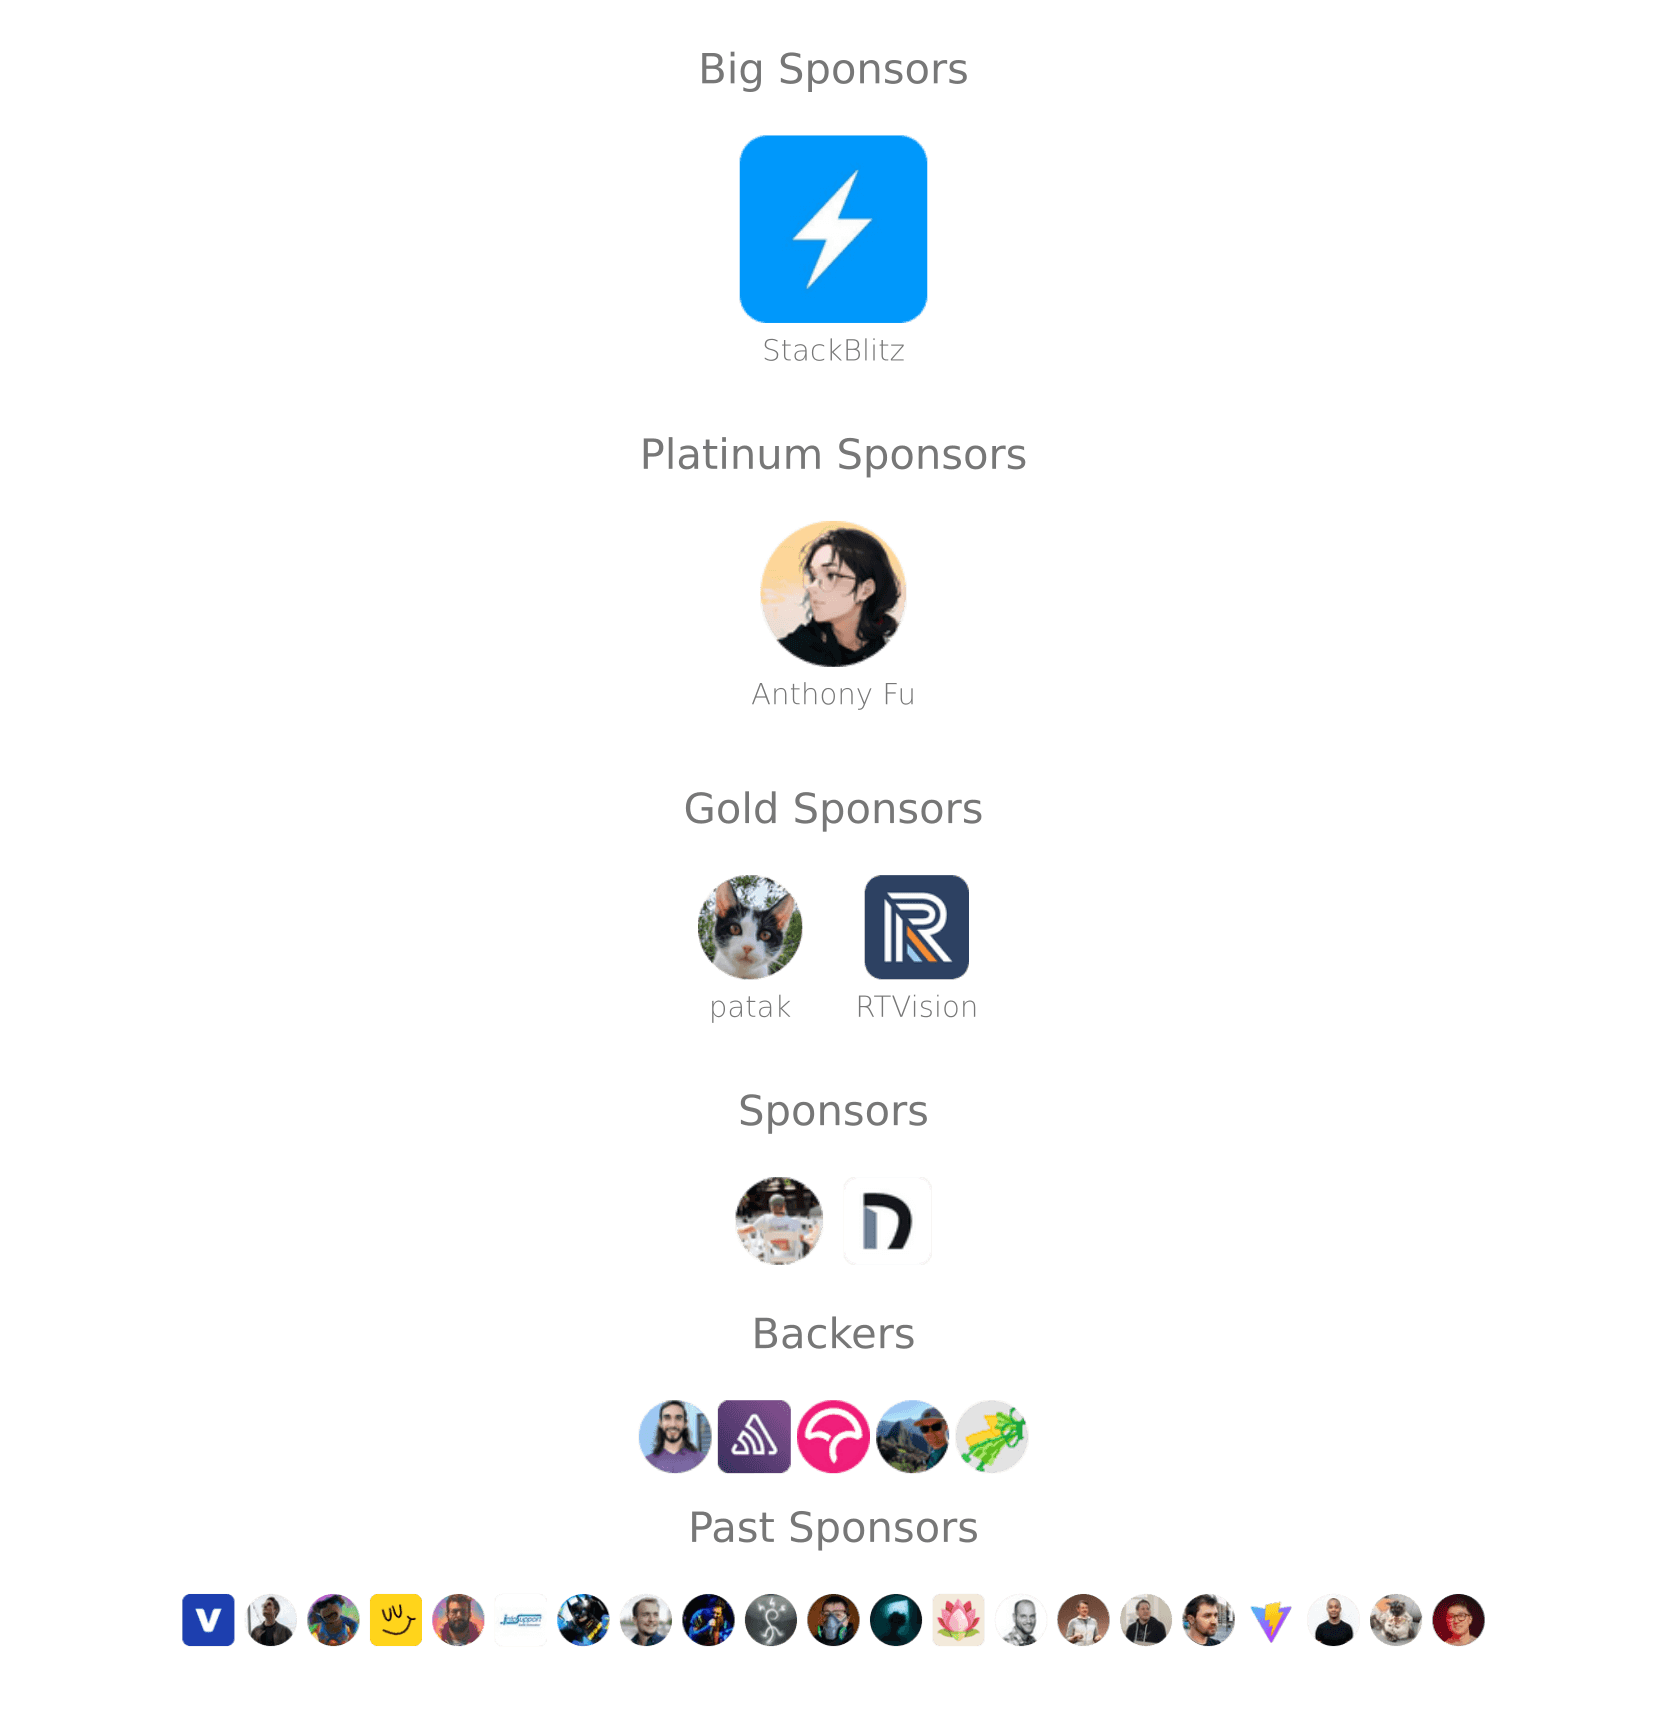 Big Sponsors
StackBlitz
Platinum Sponsors
Anthony Fu
Gold Sponsors
patak
RTVision
Sponsors
Backers
Past Sponsors